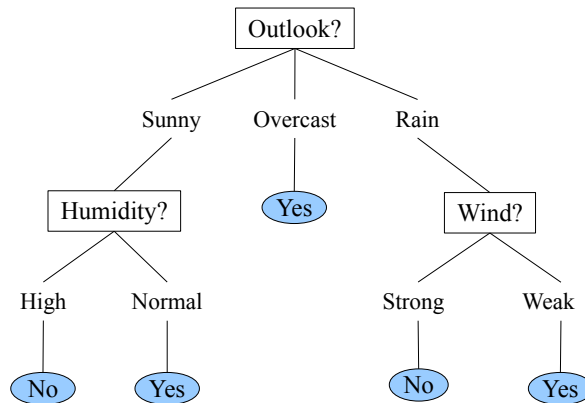 Outlook?
Sunny Overcast Rain
Humidity? Yes Wind?
High Normal Strong Weak
No Yes No Yes